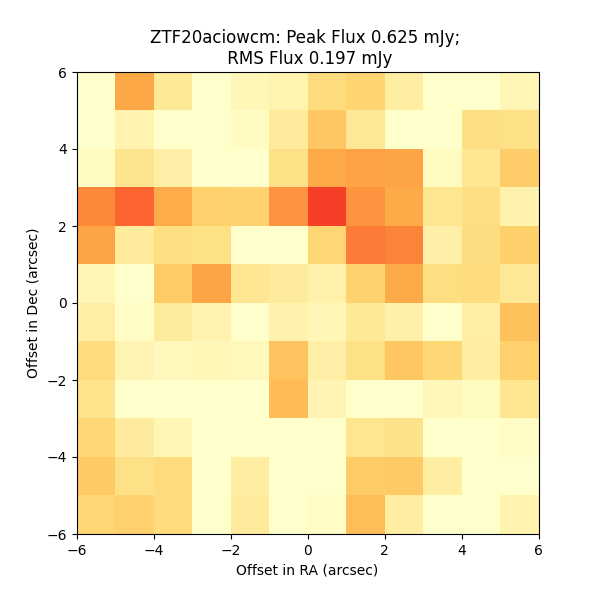 ZTF20aciowcm: Peak Flux 0.625 mJy;
RMS Flux 0.197 mJy
6
4
2
0
−2
−4
−6
Offset in Dec (arcsec)
−6 −4 −2 0 2 4 6
Offset in RA (arcsec)